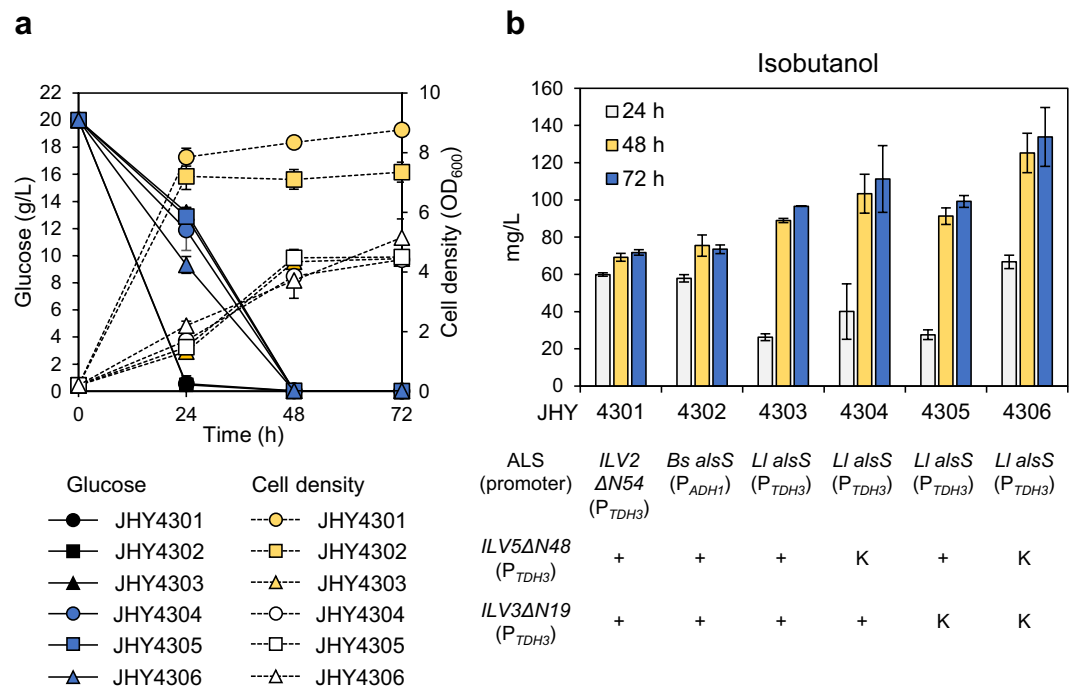 a
22
20
18
16
14
12
10
8
6
4
2
0
Glucose (g/L)
10
8
6
4
2
0
Cell density (OD600)
0 24 48 72
Time (h)
Glucose Cell density
JHY4301 JHY4301
JHY4302 JHY4302
JHY4303 JHY4303
JHY4304 JHY4304
JHY4305 JHY4305
JHY4306 JHY4306
b
Isobutanol
160
140
120
100
80
60
40
20
0
mg/L
24 h
48 h
72 h
JHY 4301 4302 4303 4304 4305 4306
ALS ILV2 Bs alsS Ll alsS Ll alsS Ll alsS Ll alsS
(promoter) ΔN54 (PADH1) (PTDH3) (PTDH3) (PTDH3) (PTDH3)
(PTDH3)
ILV5ΔN48
(PTDH3) + + + K + K
ILV3ΔN19
(PTDH3) + + + + K K